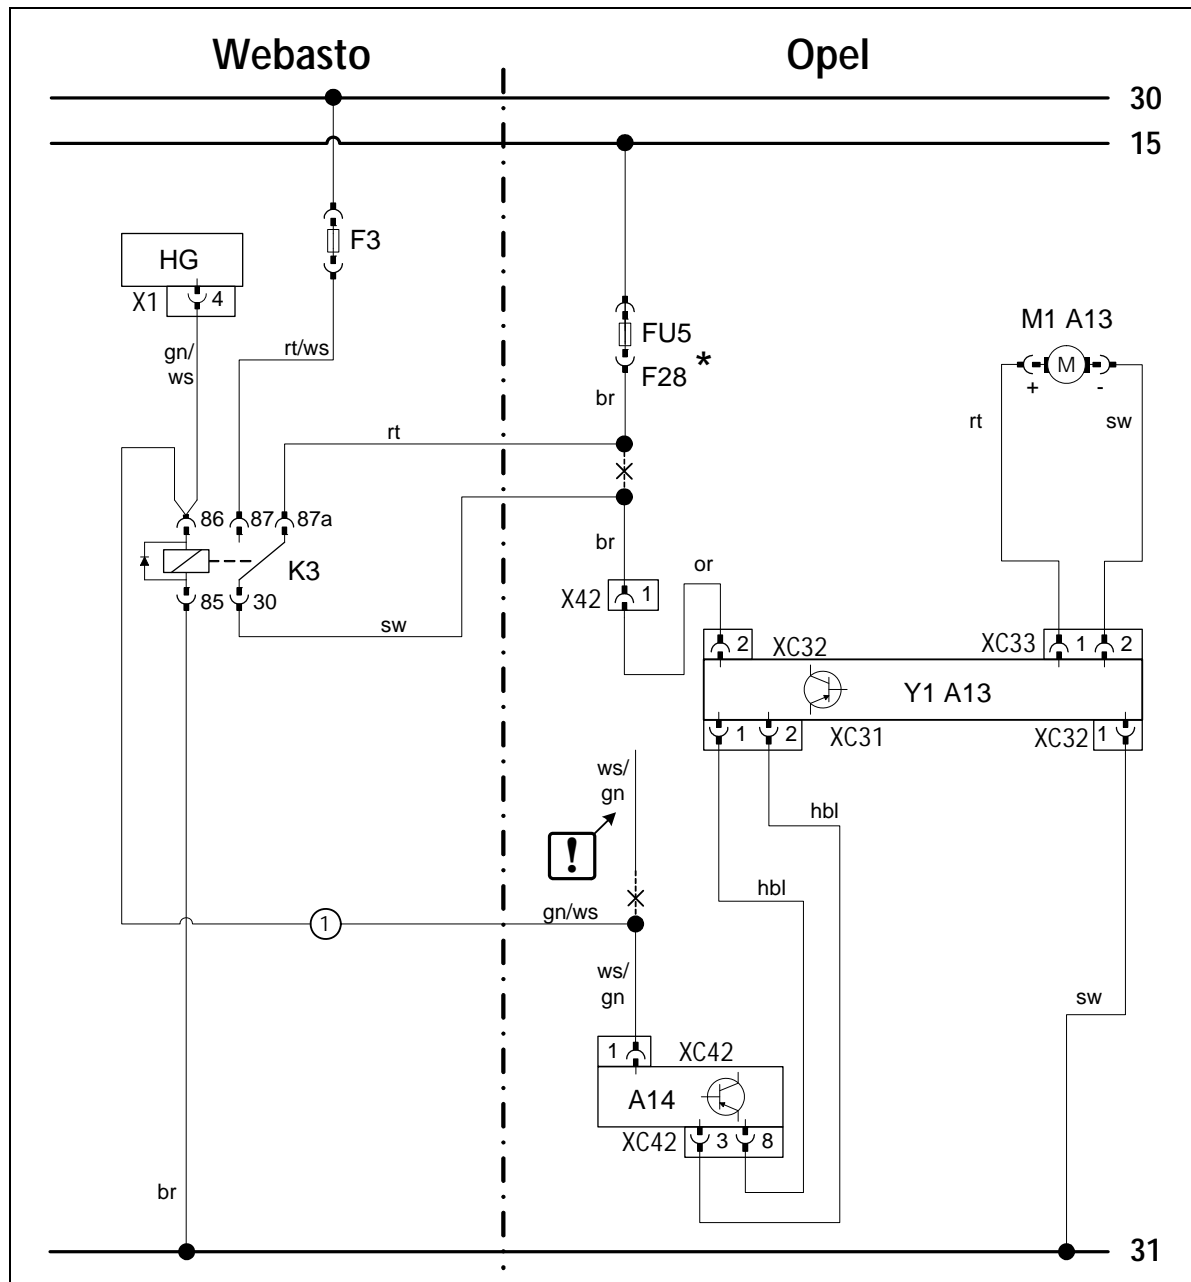 Webasto
Opel
30
15
F3
HG
X1
4
FU5
F28 *
M1 A13
M
+
-
gn/
ws
rt/ws
br
rt
sw
rt
86
87
87a
K3
85
30
br
X42
1
or
sw
2
XC32
XC33
1
2
Y1 A13
1
2
XC31
XC32
1
ws/
gn
!
hbl
hbl
gn/ws
1
ws/
gn
sw
1
XC42
A14
XC42
3
8
br
31